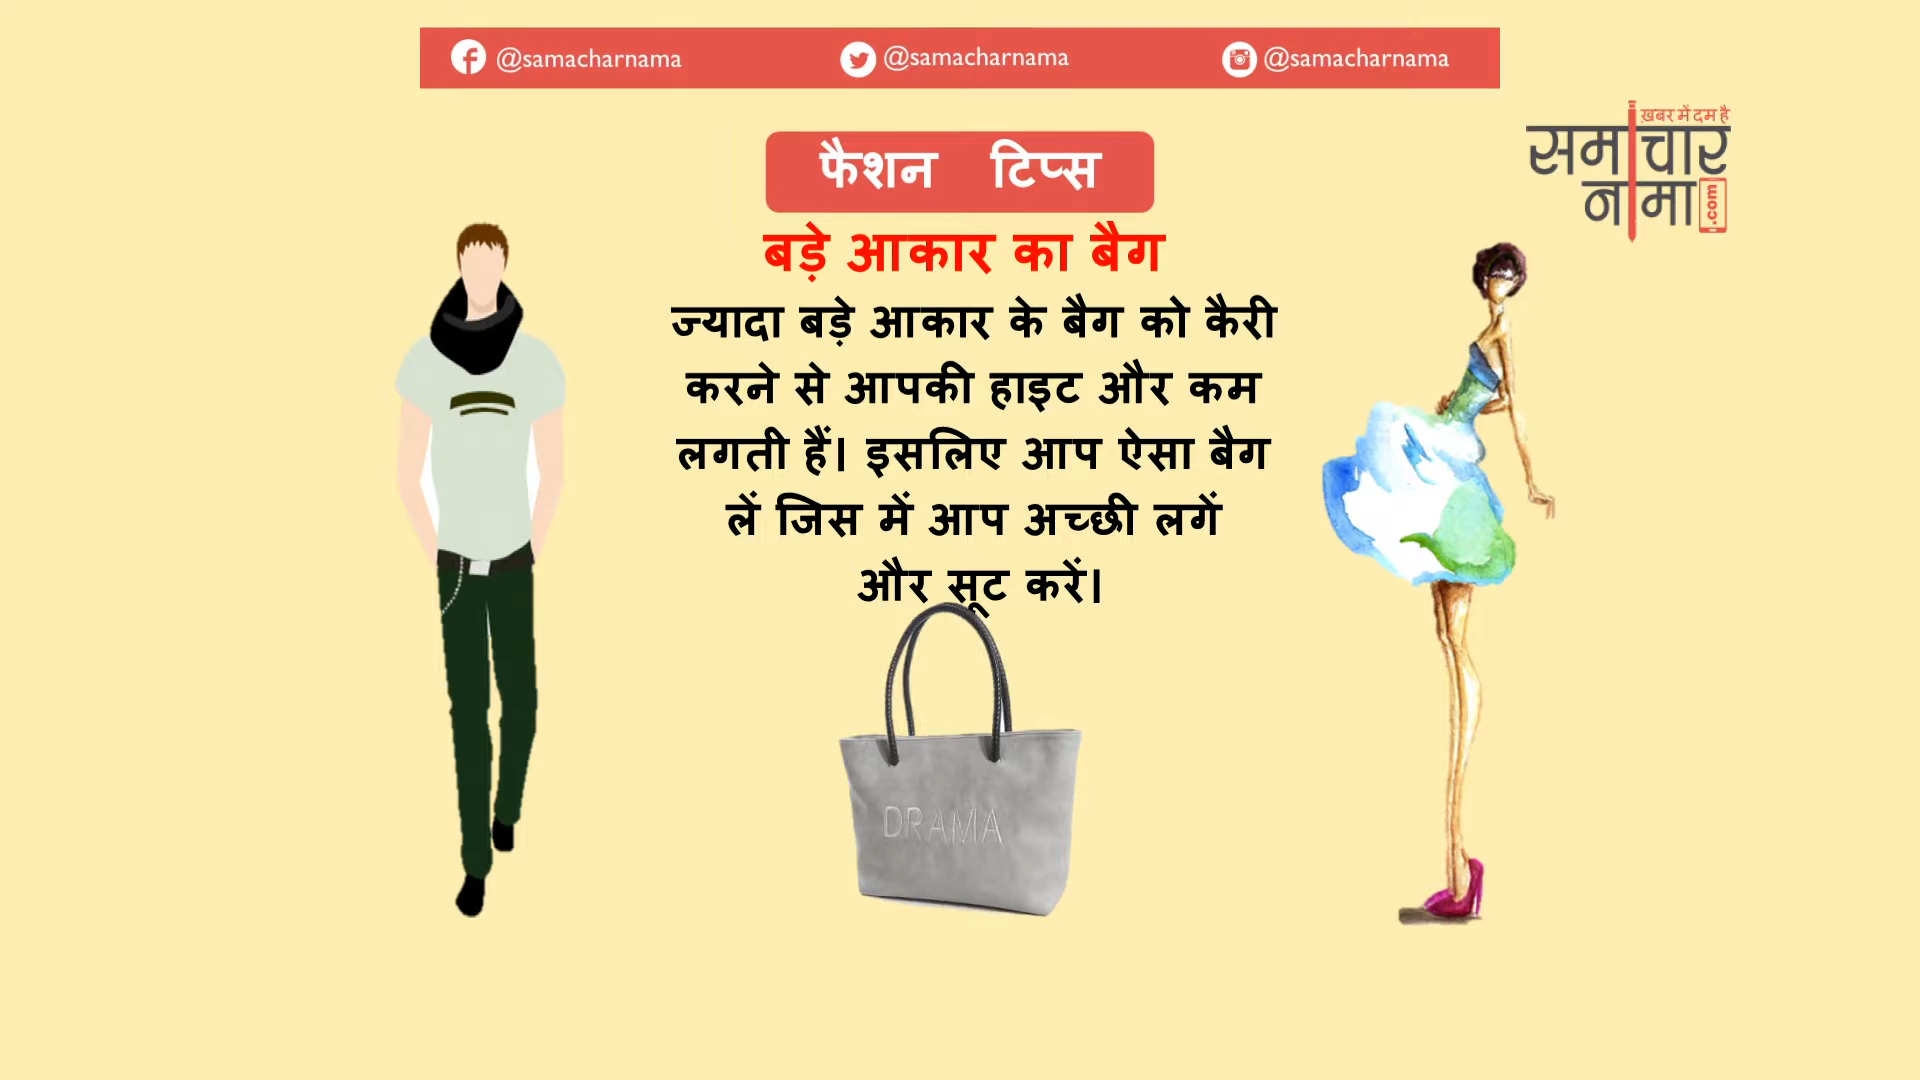 @samacharnama @samacharnama @samacharnama
ख़बर में दम है
समाचार
नामा
.com
फैशन टिप्स
बड़े आकार का बैग
ज्यादा बड़े आकार के बैग को कैरी
करने से आपकी हाइट और कम
लगती हैं। इसलिए आप ऐसा बैग
लें जिस में आप अच्छी लगें
और सूट करें।
DRAMA